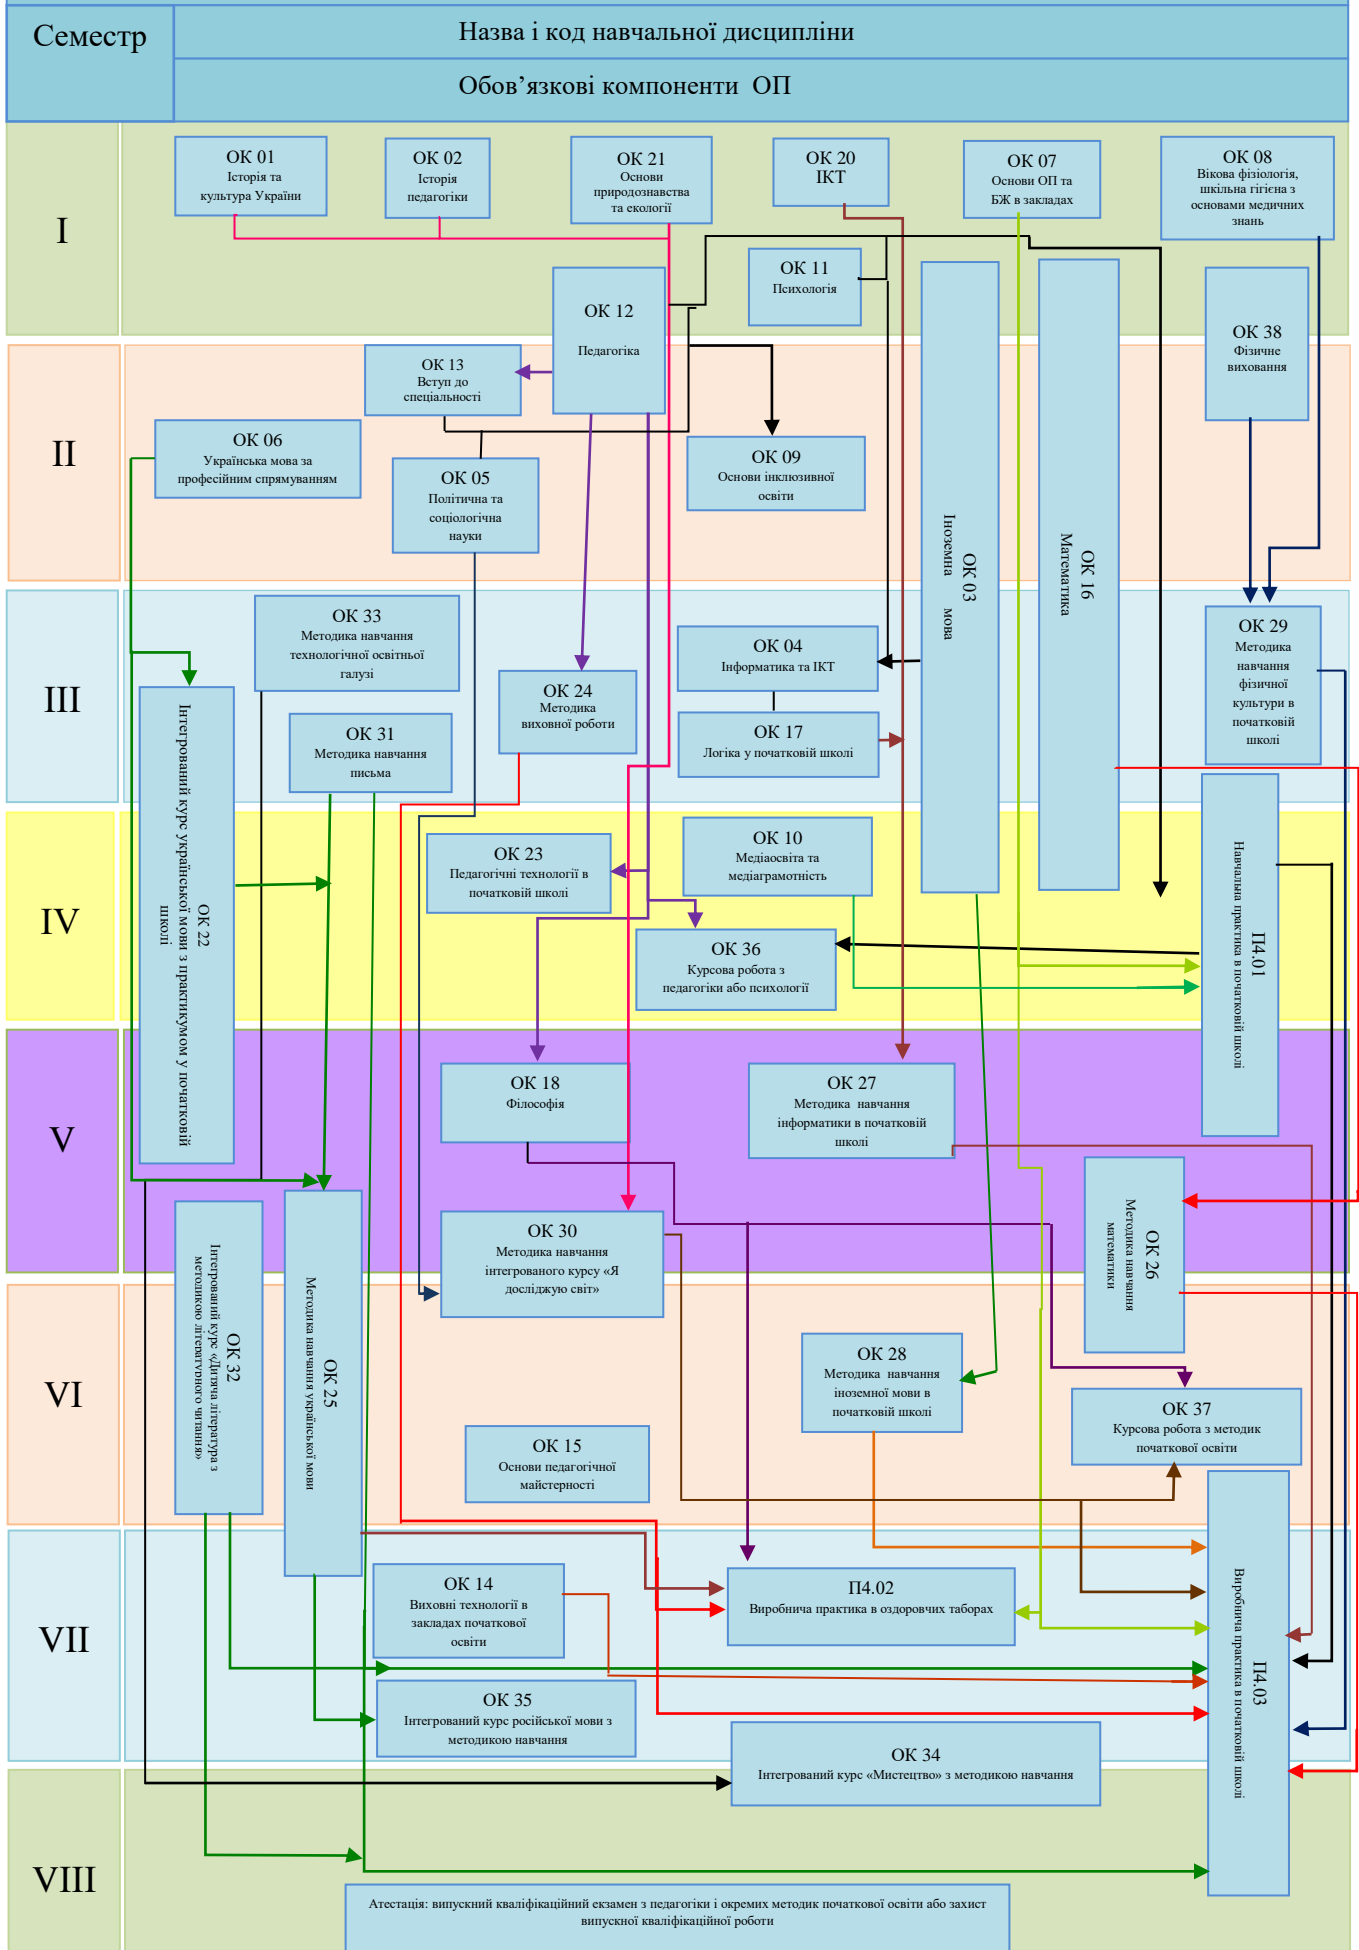 Семестр
Назва і код навчальної дисципліни
Обов’язкові компоненти ОП
I
ОК 01
Історія та
культура України
ОК 02
Історія
педагогіки
ОК 21
Основи
природознавства
та екології
ОК 20
ІКТ
ОК 07
Основи ОП та
БЖ в закладах
ОК 08
Вікова фізіологія,
шкільна гігієна з
основами медичних
знань
ОК 12
Педагогіка
ОК 11
Психологія
ОК 03
Іноземна мова
ОК 16
Математика
ОК 38
Фізичне
виховання
II
ОК 13
Вступ до
спеціальності
ОК 06
Українська мова за
професійним спрямуванням
ОК 05
Політична та
соціологічна
науки
ОК 09
Основи інклюзивної
освіти
III
ОК 33
Методика навчання
технологічної освітньої
галузі
ОК 04
Інформатика та ІКТ
ОК 29
Методика
навчання
фізичної
культури в
початковій
школі
ОК 24
Методика
виховної роботи
ОК 22
Інтегрований курс української мови з практикумом у початковій
школі
ОК 31
Методика навчання
письма
ОК 17
Логіка у початковій школі
П4.01
Навчальна практика в початковій школі
IV
ОК 23
Педагогічні технології в
початковій школі
ОК 10
Медіаосвіта та
медіаграмотність
ОК 36
Курсова робота з
педагогіки або психології
V
ОК 18
Філософія
ОК 27
Методика навчання
інформатики в початковій
школі
ОК 26
Методика навчання
математики
ОК 32
Інтегрований курс «Дитяча література з
методикою літературного читання»
ОК 25
Методика навчання української мови
ОК 30
Методика навчання
інтегрованого курсу «Я
досліджую світ»
VI
ОК 28
Методика навчання
іноземної мови в
початковій школі
ОК 37
Курсова робота з методик
початкової освіти
ОК 15
Основи педагогічної
майстерності
П4.03
Виробнича практика в початковій школі
VII
ОК 14
Виховні технології в
закладах початкової
освіти
П4.02
Виробнича практика в оздоровчих таборах
ОК 35
Інтегрований курс російської мови з
методикою навчання
ОК 34
Інтегрований курс «Мистецтво» з методикою навчання
VIII
Атестація: випускний кваліфікаційний екзамен з педагогіки і окремих методик початкової освіти або захист
випускної кваліфікаційної роботи